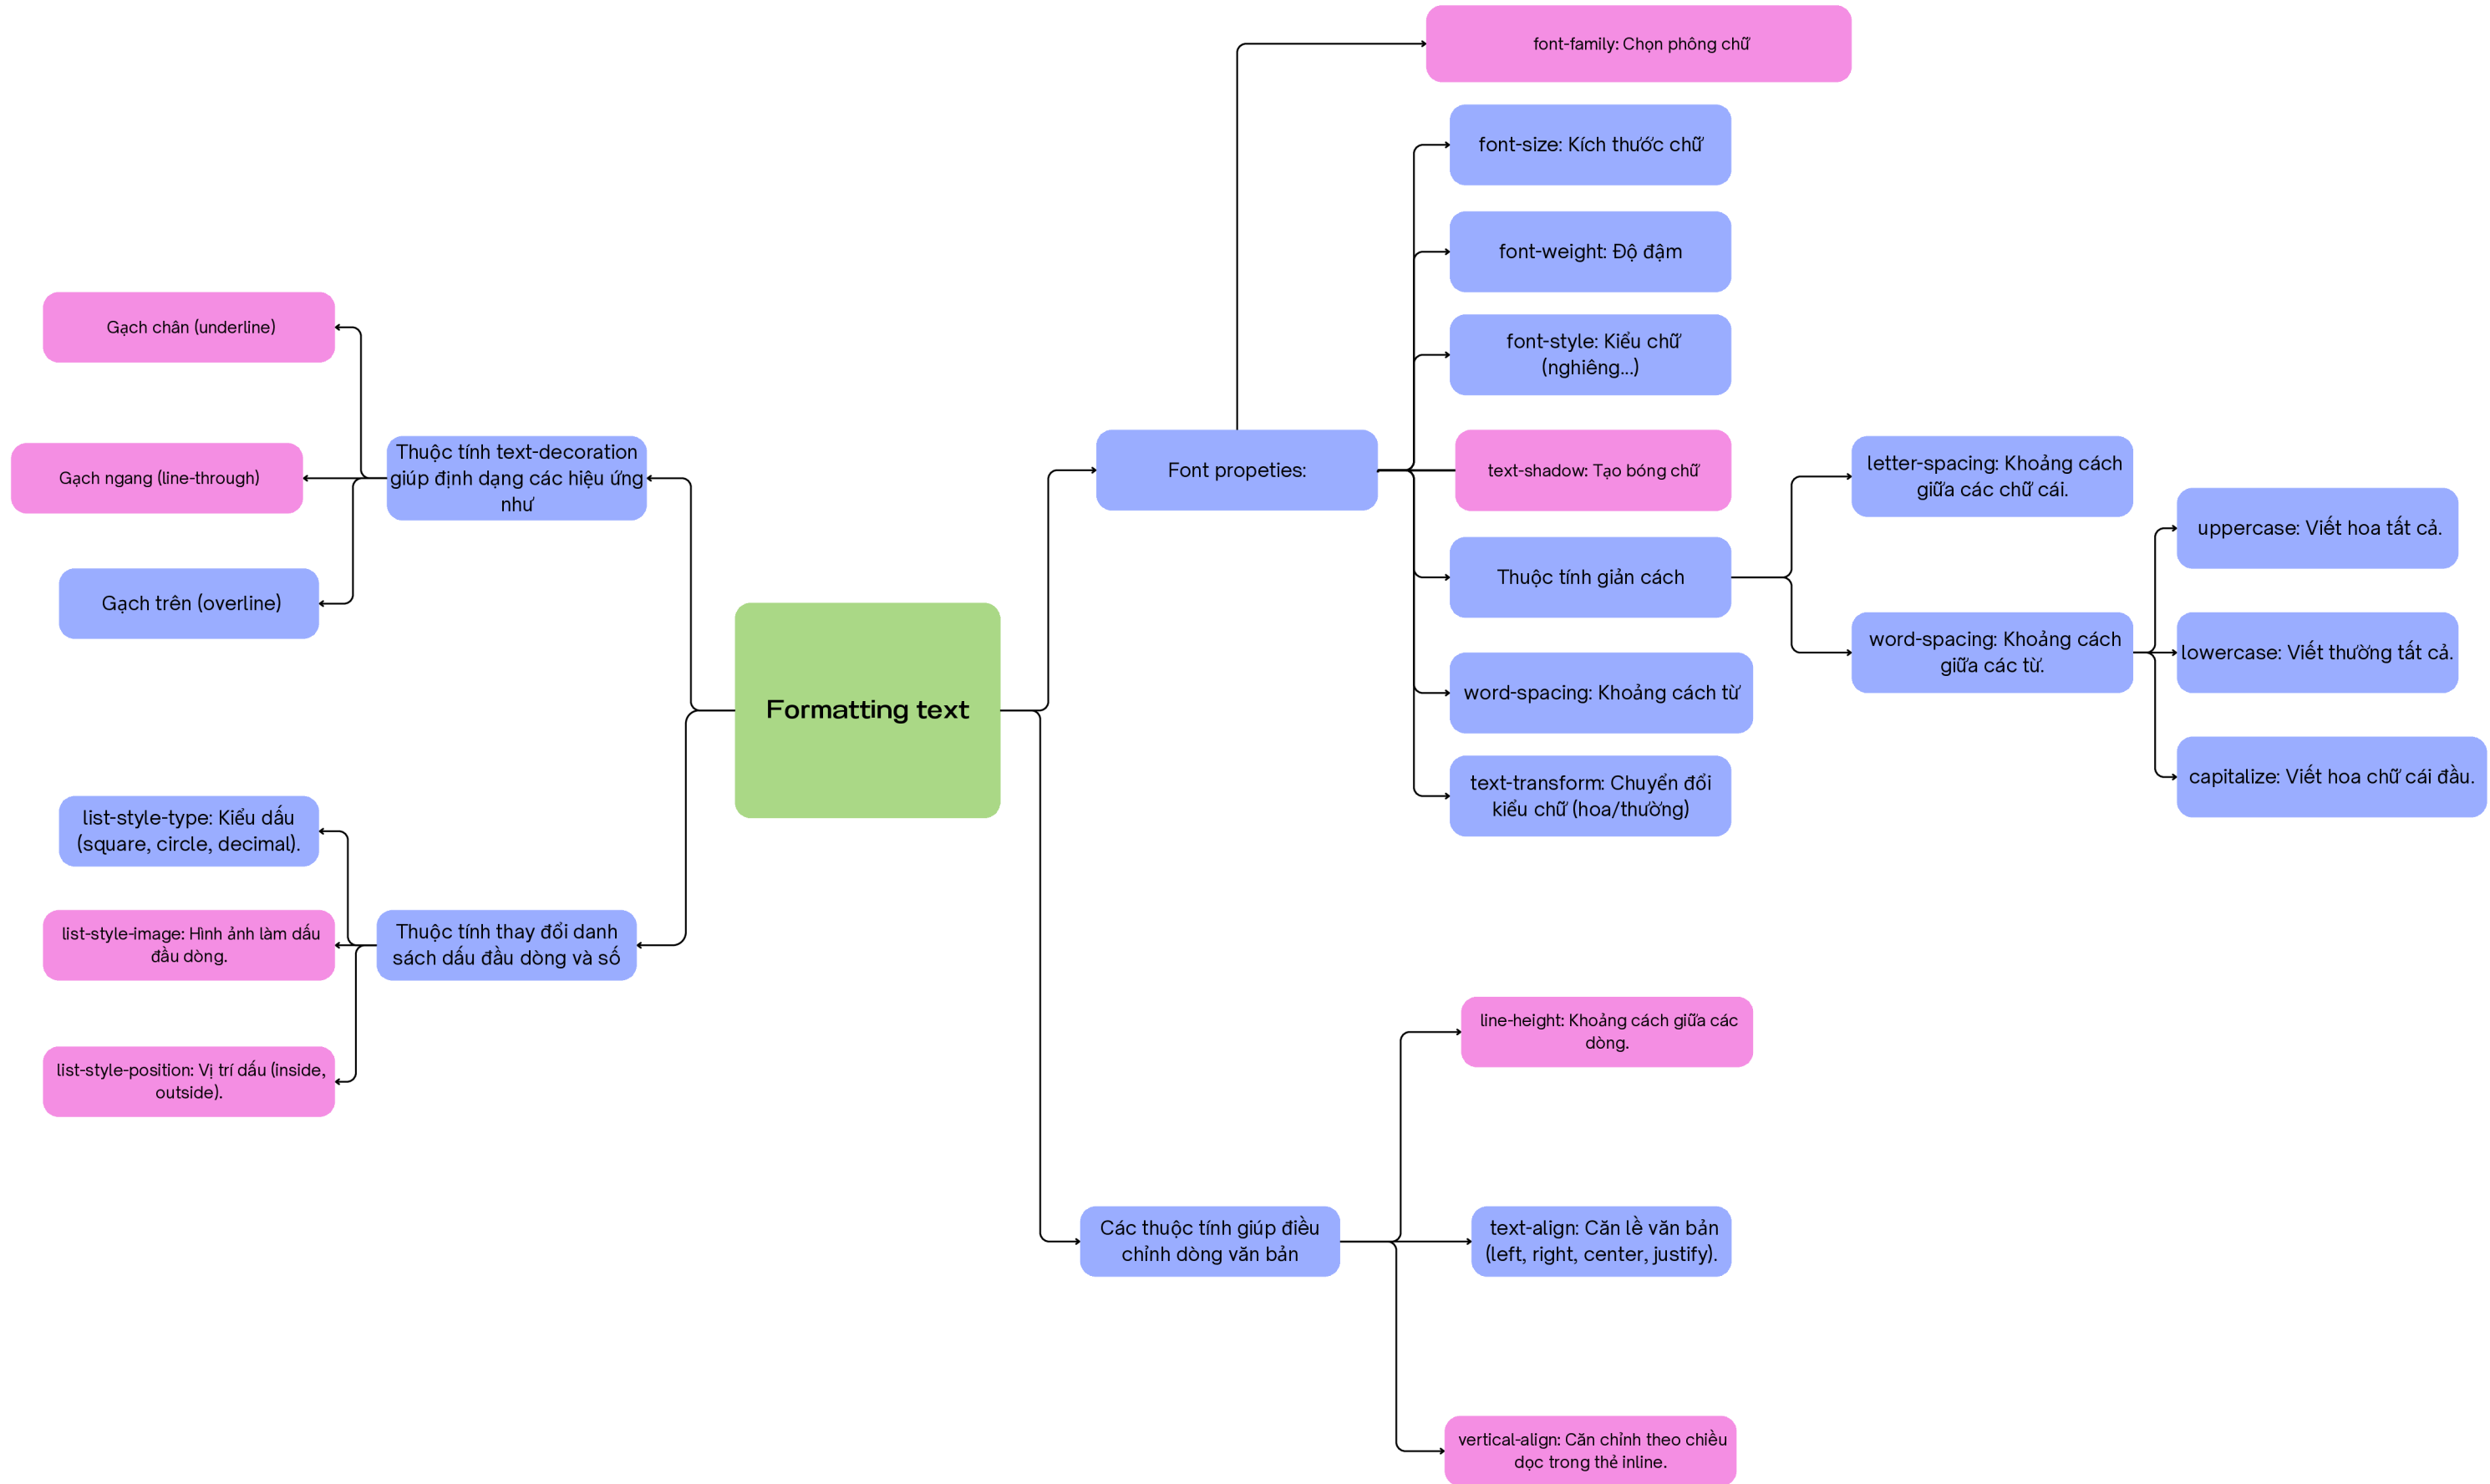 font-family: Chọn phông chữ
font-size: Kích thước chữ
font-weight: Độ đậm
font-style: Kiểu chữ
(nghiêng...)
Font propeties:
text-shadow: Tạo bóng chữ
Thuộc tính giản cách
word-spacing: Khoảng cách từ
text-transform: Chuyển đổi
kiểu chữ (hoa/thường)
letter-spacing: Khoảng cách
giữa các chữ cái.
word-spacing: Khoảng cách
giữa các từ.
uppercase: Viết hoa tất cả.
lowercase: Viết thường tất cả.
capitalize: Viết hoa chữ cái đầu.
Gạch chân (underline)
Gạch ngang (line-through)
Gạch trên (overline)
Thuộc tính text-decoration
giúp định dạng các hiệu ứng
như
Formatting text
list-style-type: Kiểu dấu
(square, circle, decimal).
list-style-image: Hình ảnh làm dấu
đầu dòng.
list-style-position: Vị trí dấu (inside,
outside).
Thuộc tính thay đổi danh
sách dấu đầu dòng và số
Các thuộc tính giúp điều
chỉnh dòng văn bản
line-height: Khoảng cách giữa các
dòng.
text-align: Căn lề văn bản
(left, right, center, justify).
vertical-align: Căn chỉnh theo chiều
dọc trong thẻ inline.